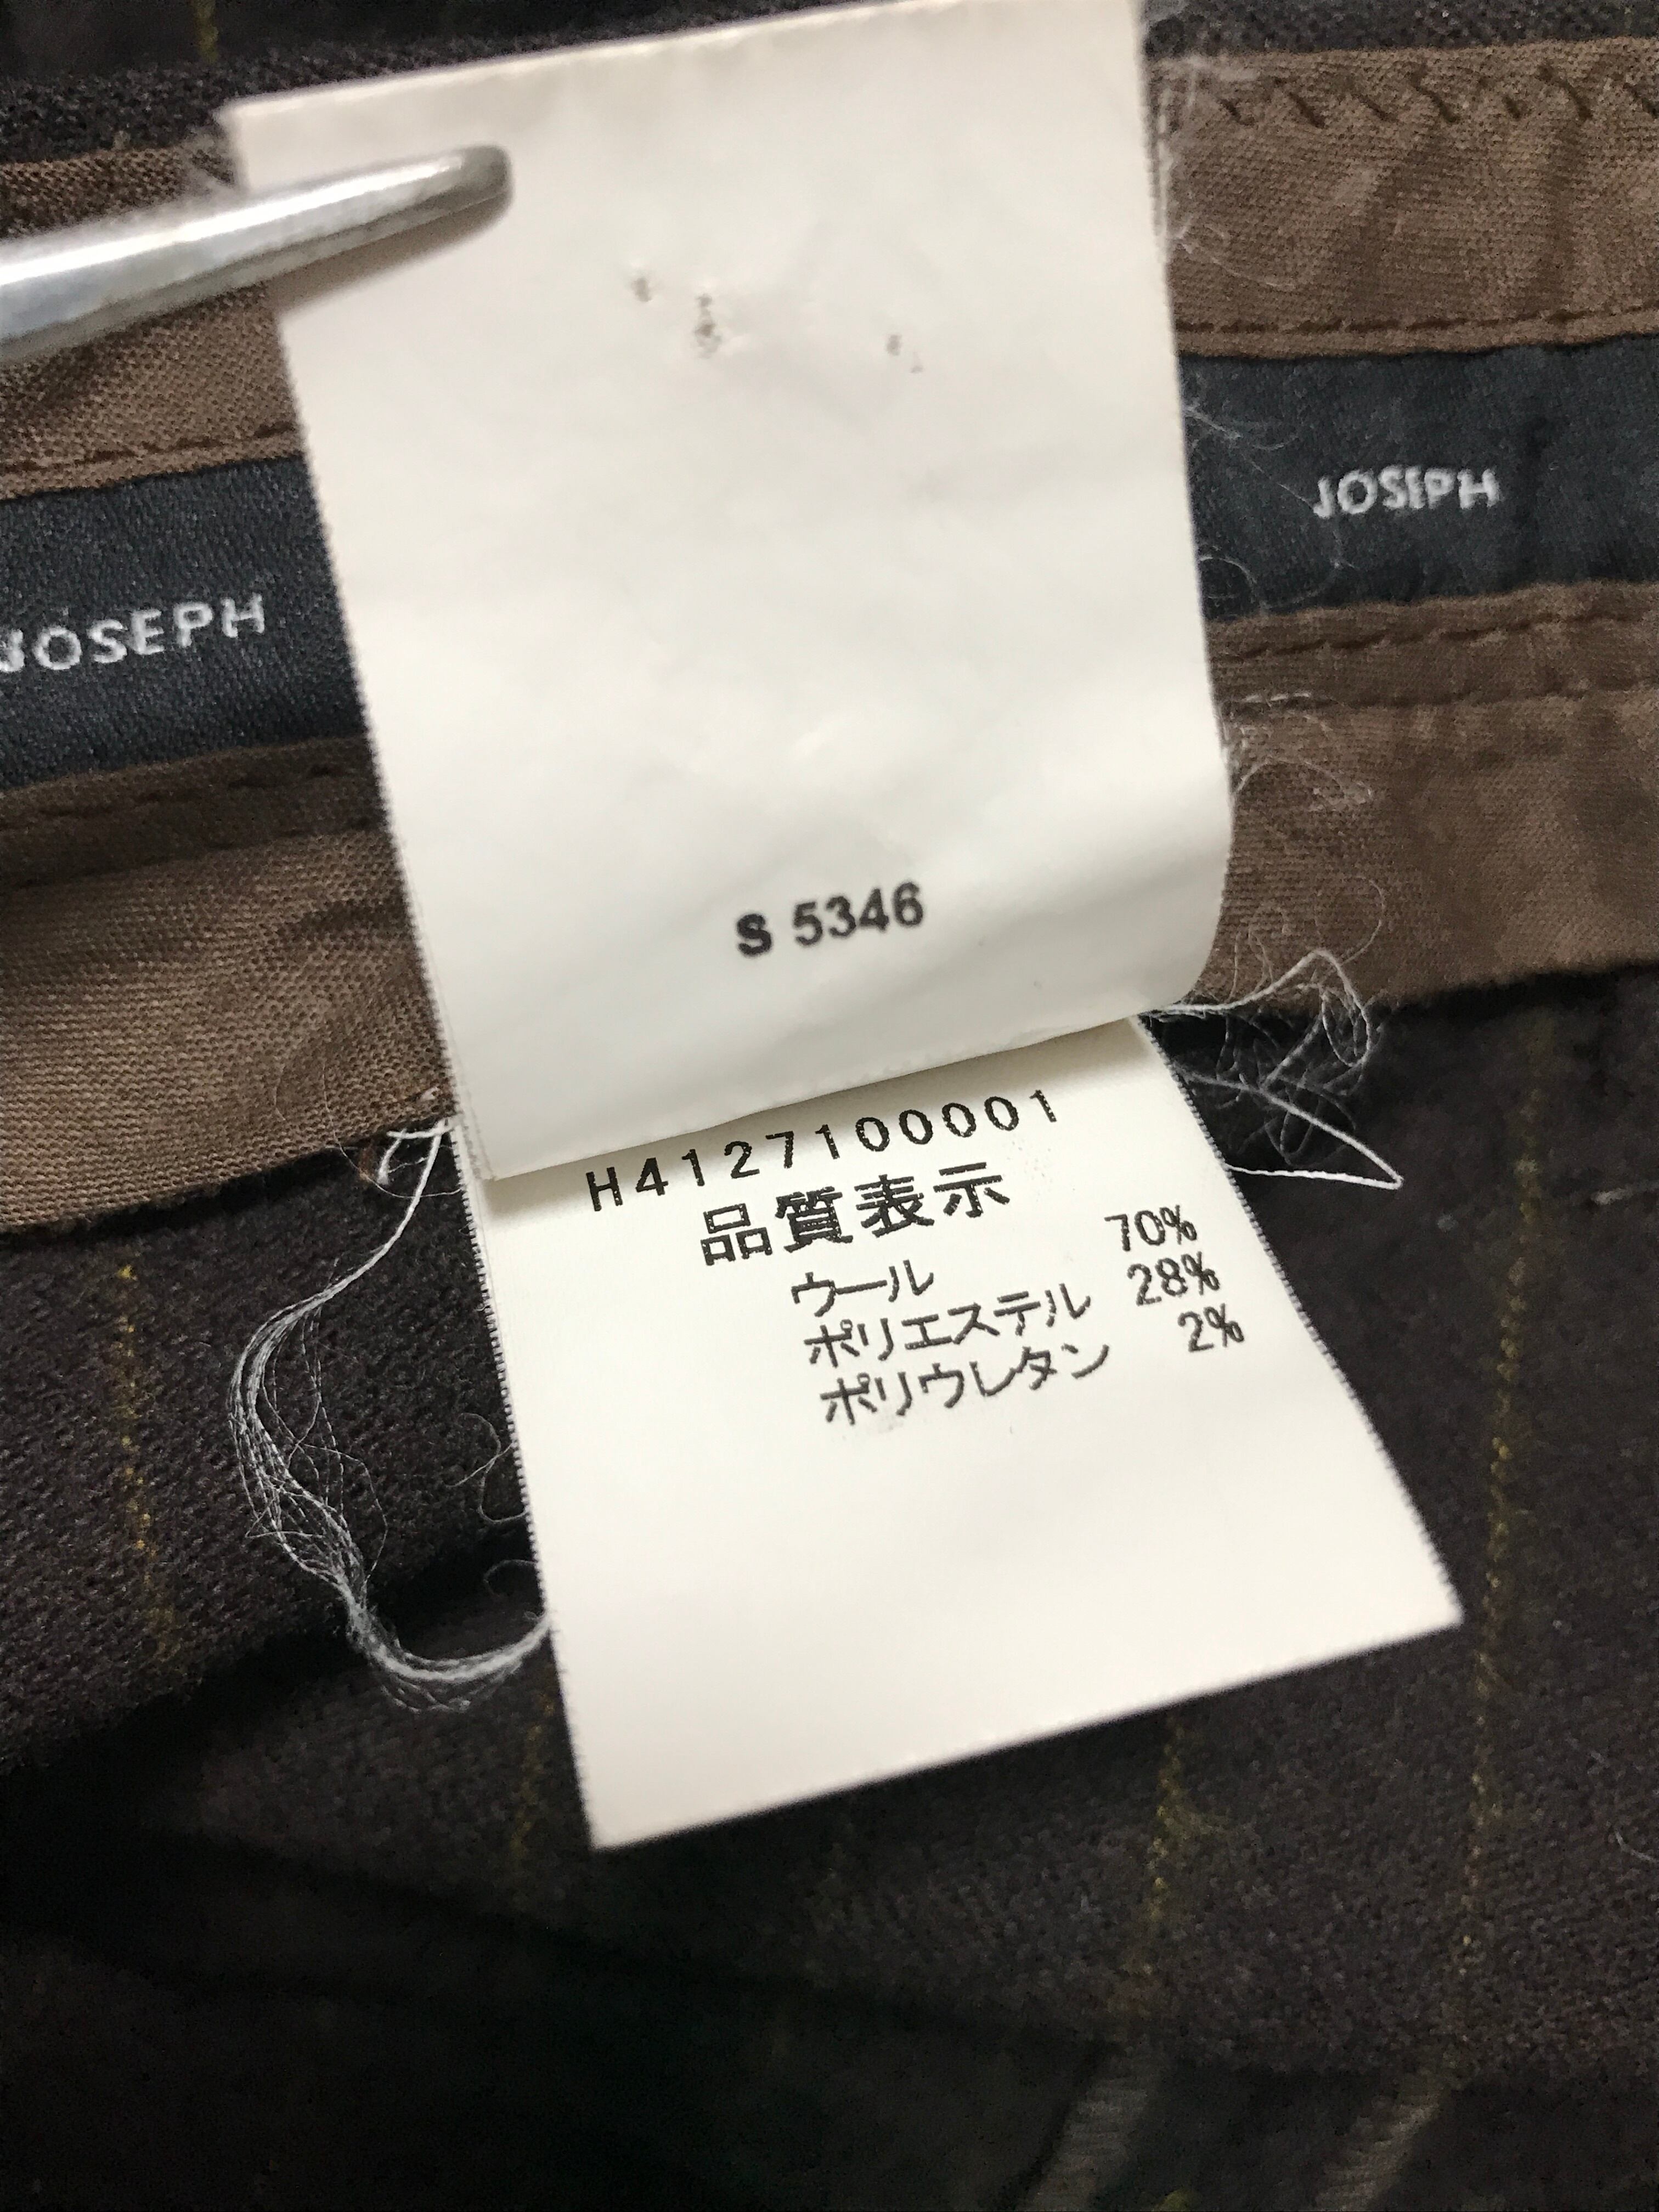 JOSEPH
JOSEPH
S 5346
H4127100001
品質表示
ウール 70%
ポリエステル 28%
ポリウレタン 2%